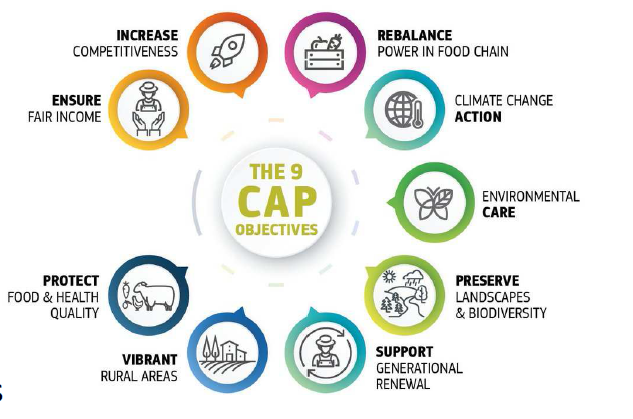 INCREASE
COMPETITIVENESS
REBALANCE
POWER IN FOOD CHAIN
ENSURE
FAIR INCOME
CLIMATE CHANGE
ACTION
THE 9
CAP
OBJECTIVES
ENVIRONMENTAL
CARE
PROTECT
FOOD & HEALTH
QUALITY
PRESERVE
LANDSCAPES
& BIODIVERSITY
VIBRANT
RURAL AREAS
SUPPORT
GENERATIONAL
RENEWAL
s